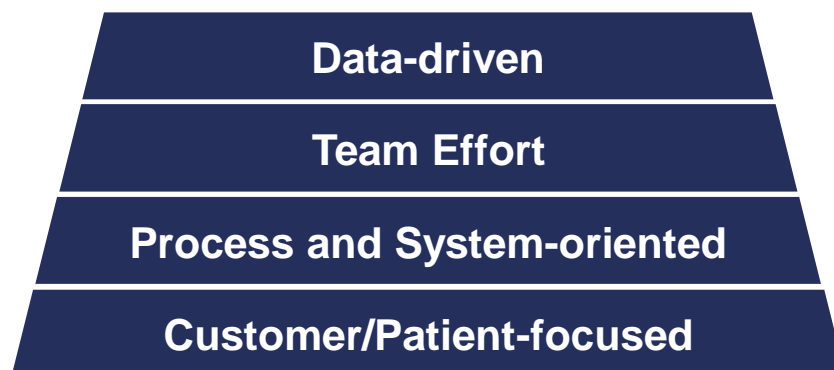 Data-driven
Team Effort
Process and System-oriented
Customer/Patient-focused